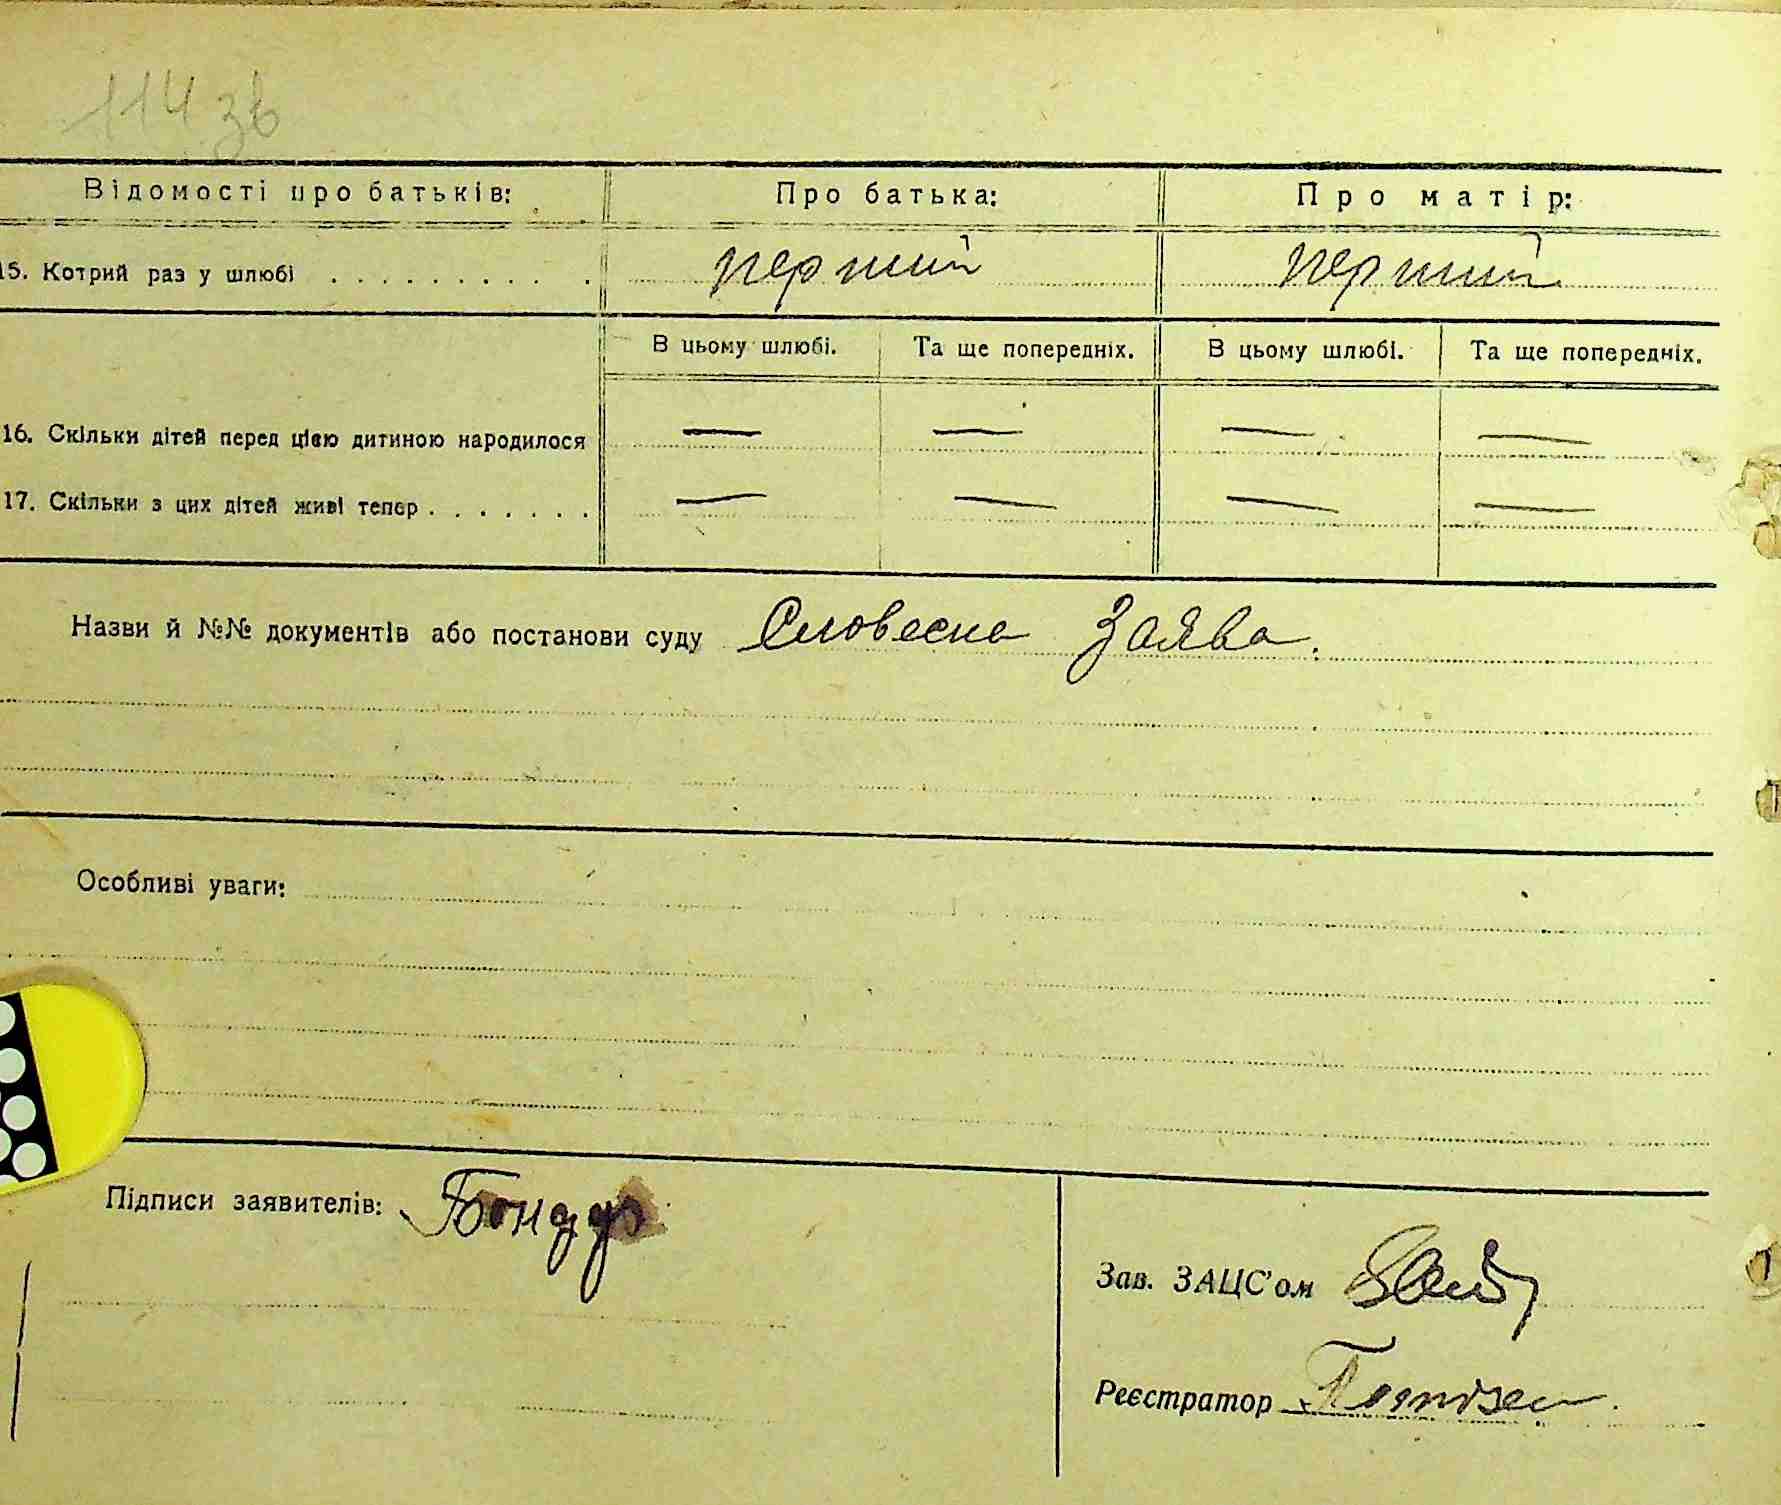 114 зв
Відомості про батьків: Про батька: Про матір:
15. Котрий раз у шлюбі . . . . . . . . . . . перший перший
В цьому шлюбі. Та ще попередніх. В цьому шлюбі. Та ще попередніх.
16. Скільки дітей перед цією дитиною народилося — — — —
17. Скільки з цих дітей живі тепер . . . . . . . — — — —
Назви й №№ документів або постанови суду Словесна Заява.
Особливі уваги:
Підписи заявителів: Бондар
Зав. ЗАЦС'ом
Реєстратор